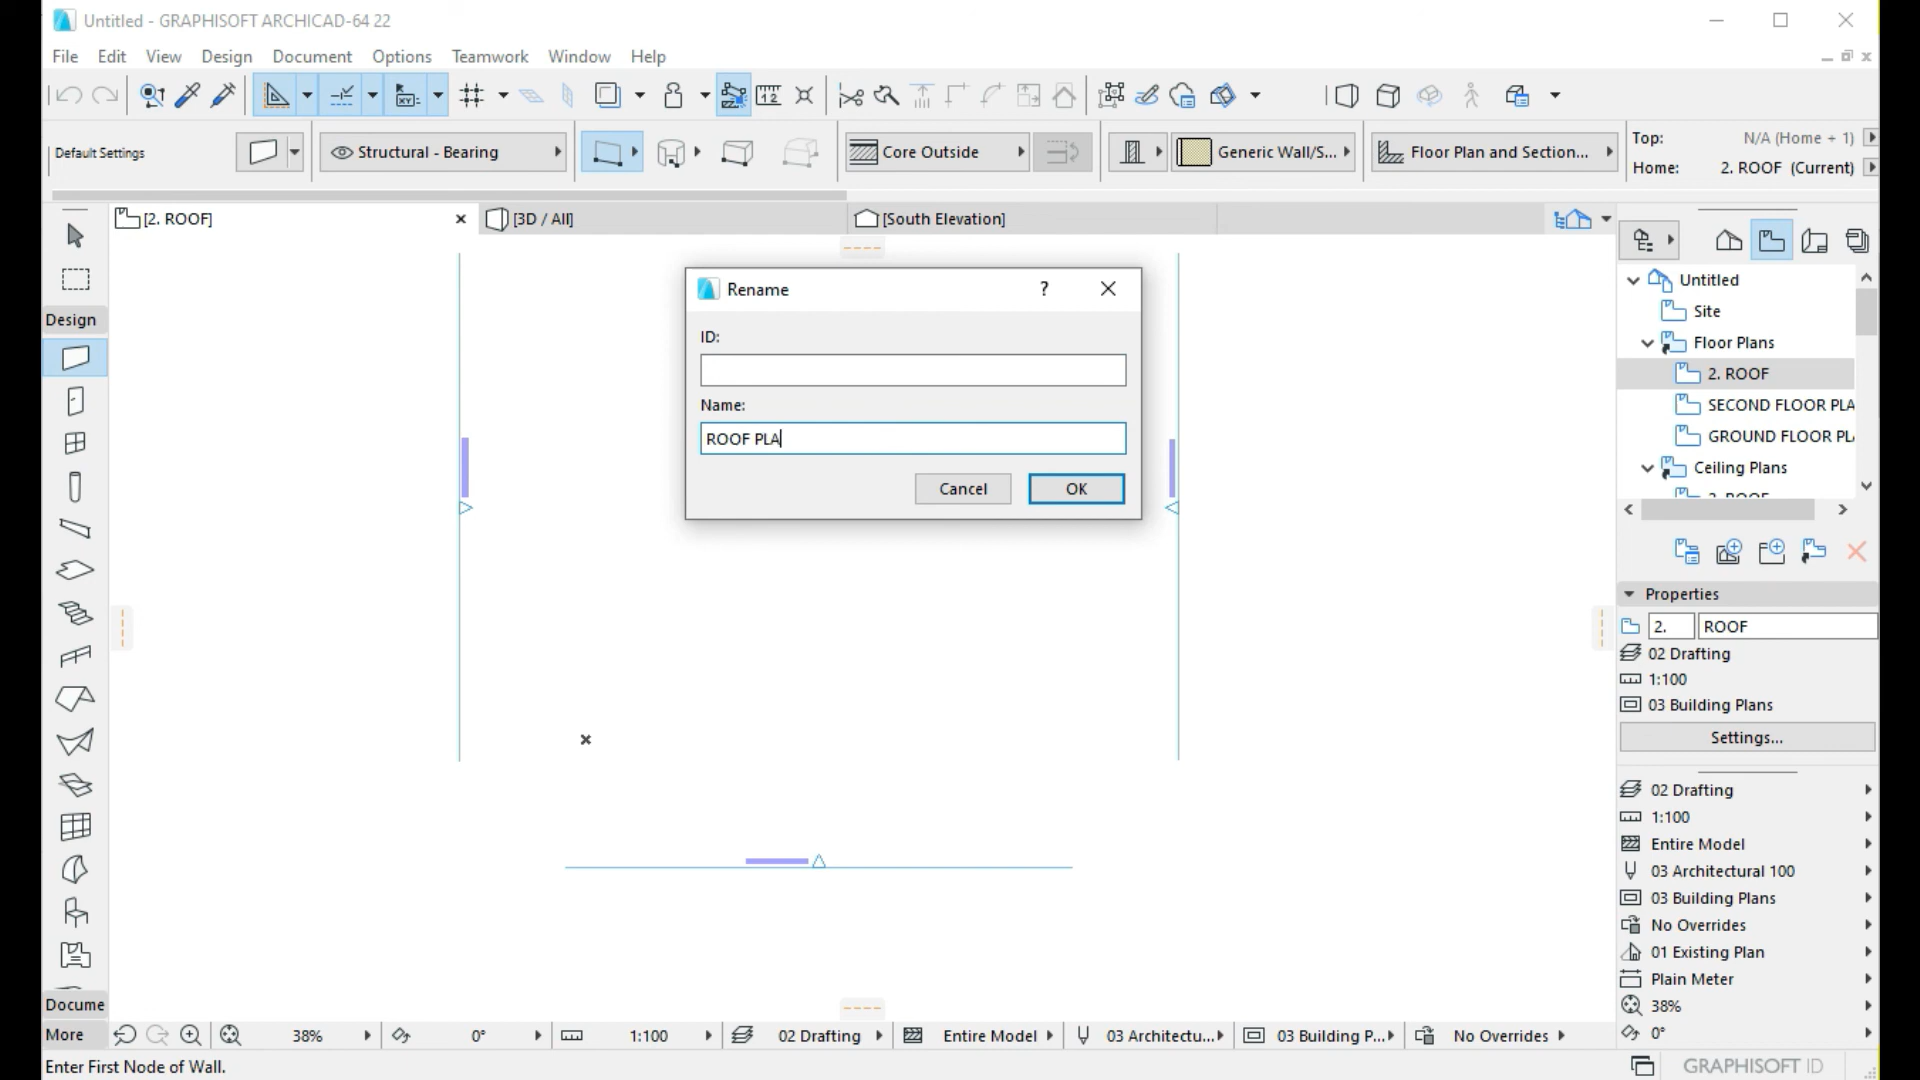 Untitled - GRAPHISOFT ARCHICAD-64 22
File Edit View Design Document Options Teamwork Window Help
Default Settings
Structural - Bearing
Core Outside
Generic Wall/S...
Floor Plan and Section...
Top: N/A (Home + 1)
Home: 2. ROOF (Current)
[2. ROOF]
[3D / All]
[South Elevation]
Design
Rename
?
ID:
Name:
ROOF PLA
Cancel
OK
Untitled
Site
Floor Plans
2. ROOF
SECOND FLOOR PLA
GROUND FLOOR PL
Ceiling Plans
Properties
2. ROOF
02 Drafting
1:100
03 Building Plans
Settings...
02 Drafting
1:100
Entire Model
03 Architectural 100
03 Building Plans
No Overrides
01 Existing Plan
Plain Meter
38%
0°
Docume
More
38% 0° 1:100 02 Drafting Entire Model 03 Architectu... 03 Building P... No Overrides
Enter First Node of Wall.
GRAPHISOFT ID